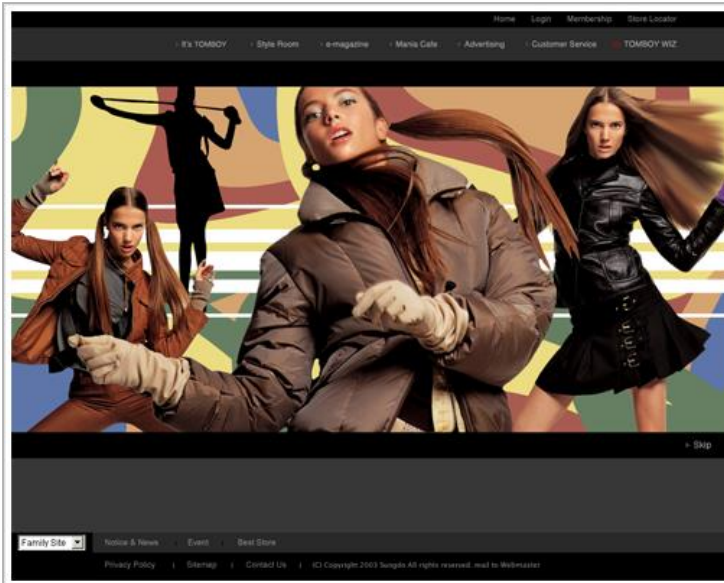 Home Login Membership Store Locator
It's TOMBOY Style Room e-magazine Mania Cafe Advertising Customer Service TOMBOY WIZ
Skip
Family Site Notice & News | Event | Best Store
Privacy Policy | Sitemap | Contact Us | (C) Copyright 2003 Sungdo All rights reserved. mail to Webmaster